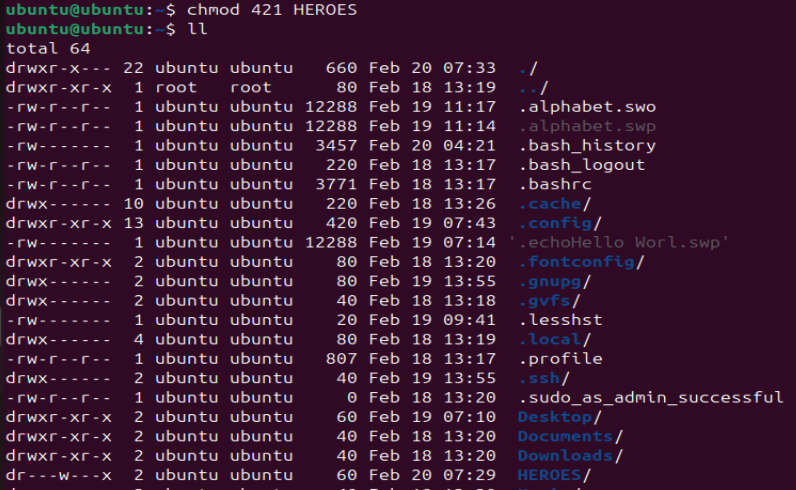 ubuntu@ubuntu:~$ chmod 421 HEROES
ubuntu@ubuntu:~$ ll
total 64
drwxr-x--- 22 ubuntu ubuntu   660 Feb 20 07:33 ./
drwxr-xr-x  1 root   root      80 Feb 18 13:19 ../
-rw-r--r--  1 ubuntu ubuntu 12288 Feb 19 11:17 .alphabet.swo
-rw-r--r--  1 ubuntu ubuntu 12288 Feb 19 11:14 .alphabet.swp
-rw-------  1 ubuntu ubuntu  3457 Feb 20 04:21 .bash_history
-rw-r--r--  1 ubuntu ubuntu   220 Feb 18 13:17 .bash_logout
-rw-r--r--  1 ubuntu ubuntu  3771 Feb 18 13:17 .bashrc
drwx------ 10 ubuntu ubuntu   220 Feb 18 13:26 .cache/
drwxr-xr-x 13 ubuntu ubuntu   420 Feb 19 07:43 .config/
-rw-------  1 ubuntu ubuntu 12288 Feb 19 07:14 '.echoHello Worl.swp'
drwxr-xr-x  2 ubuntu ubuntu    80 Feb 18 13:20 .fontconfig/
drwx------  2 ubuntu ubuntu    80 Feb 19 13:55 .gnupg/
drwx------  2 ubuntu ubuntu    40 Feb 18 13:18 .gvfs/
-rw-------  1 ubuntu ubuntu    20 Feb 19 09:41 .lesshst
drwx------  4 ubuntu ubuntu    80 Feb 18 13:19 .local/
-rw-r--r--  1 ubuntu ubuntu   807 Feb 18 13:17 .profile
drwx------  2 ubuntu ubuntu    40 Feb 19 13:55 .ssh/
-rw-r--r--  1 ubuntu ubuntu     0 Feb 18 13:20 .sudo_as_admin_successful
drwxr-xr-x  2 ubuntu ubuntu    60 Feb 19 07:10 Desktop/
drwxr-xr-x  2 ubuntu ubuntu    40 Feb 18 13:20 Documents/
drwxr-xr-x  2 ubuntu ubuntu    40 Feb 18 13:20 Downloads/
dr---w---x  2 ubuntu ubuntu    60 Feb 20 07:29 HEROES/